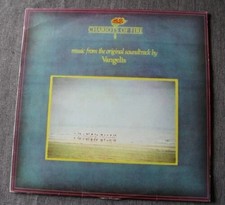 CHARIOTS OF FIRE
music from the original soundtrack by
Vangelis